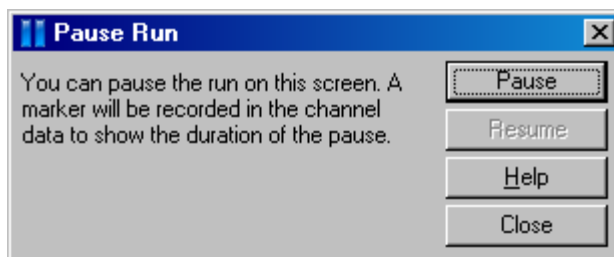 Pause Run
You can pause the run on this screen. A
marker will be recorded in the channel
data to show the duration of the pause.
Pause
Resume
Help
Close